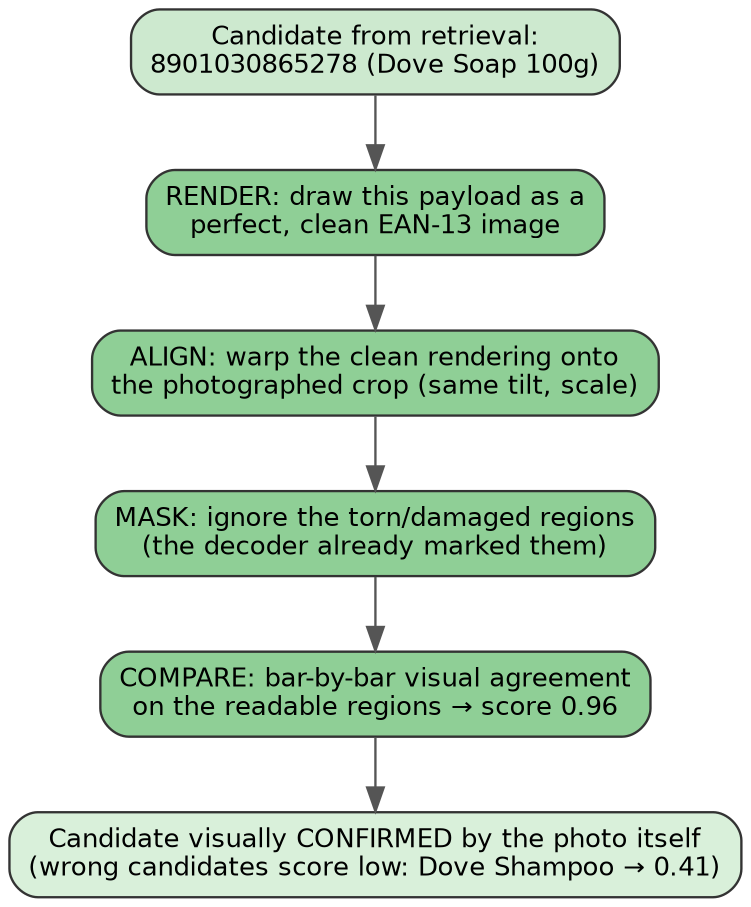 Candidate from retrieval:
8901030865278 (Dove Soap 100g)
RENDER: draw this payload as a
perfect, clean EAN-13 image
ALIGN: warp the clean rendering onto
the photographed crop (same tilt, scale)
MASK: ignore the torn/damaged regions
(the decoder already marked them)
COMPARE: bar-by-bar visual agreement
on the readable regions → score 0.96
Candidate visually CONFIRMED by the photo itself
(wrong candidates score low: Dove Shampoo → 0.41)